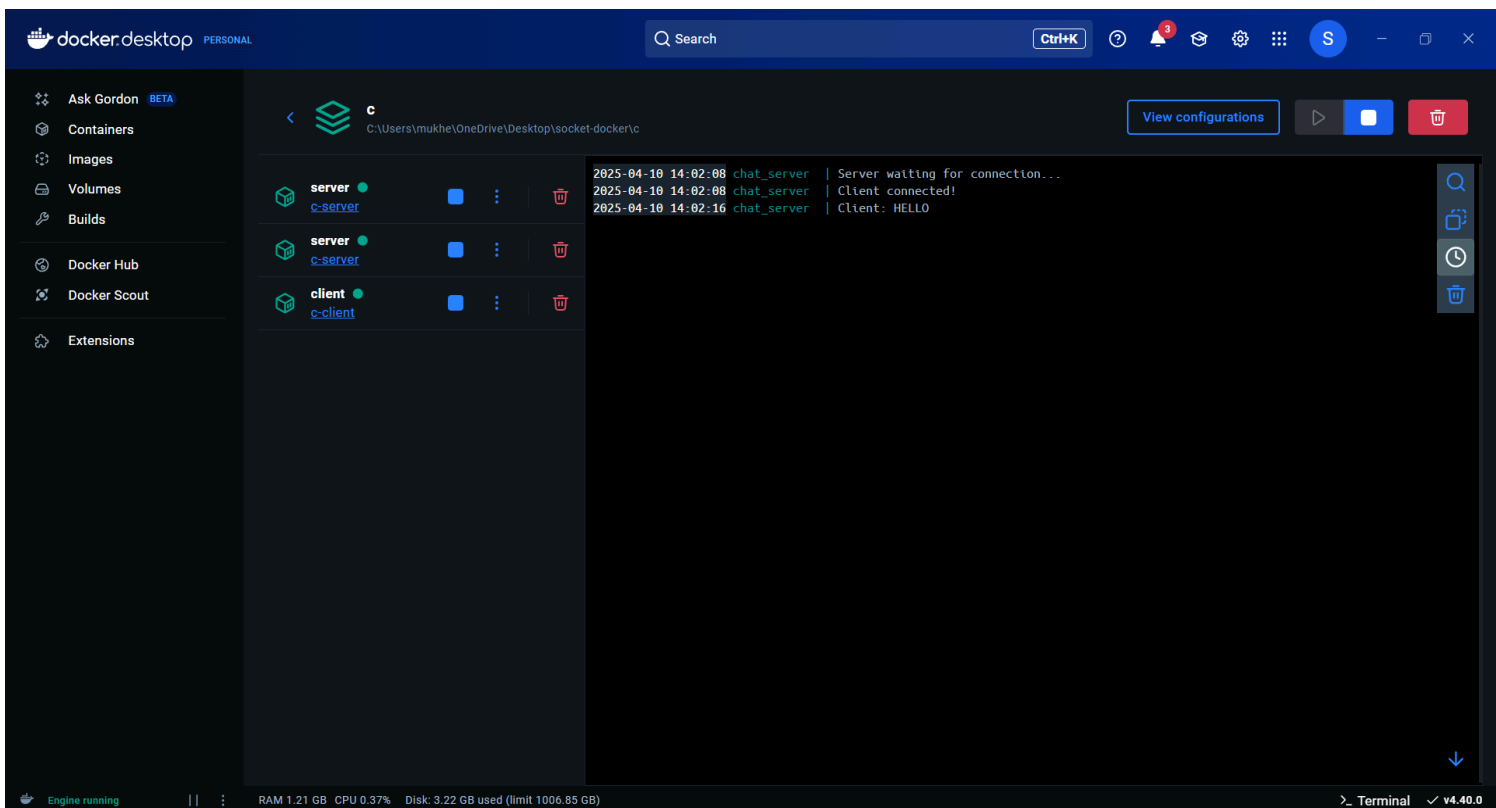 docker.desktop PERSONAL
Search
Ctrl+K
3
S
Ask Gordon BETA
Containers
Images
Volumes
Builds
Docker Hub
Docker Scout
Extensions
c
C:\Users\mukhe\OneDrive\Desktop\socket-docker\c
View configurations
server
c-server
server
c-server
client
c-client
2025-04-10 14:02:08 chat_server | Server waiting for connection...
2025-04-10 14:02:08 chat_server | Client connected!
2025-04-10 14:02:16 chat_server | Client: HELLO
Engine running
RAM 1.21 GB CPU 0.37% Disk: 3.22 GB used (limit 1006.85 GB)
>_ Terminal
v4.40.0